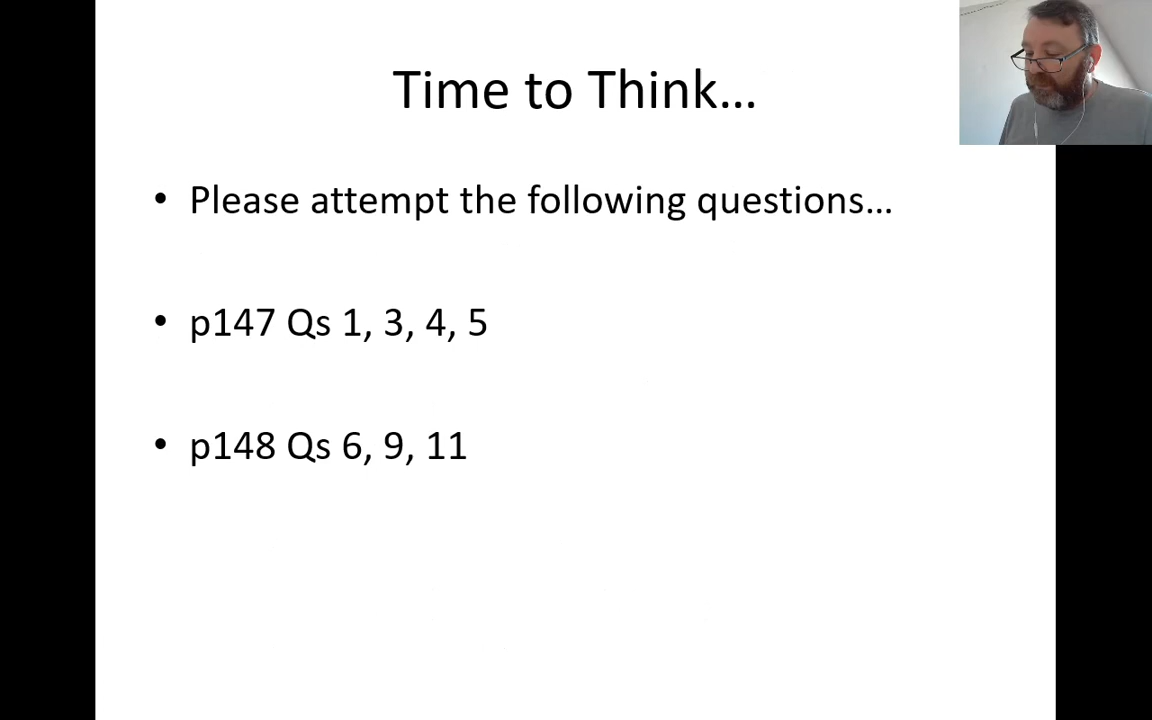 Time to Think…
• Please attempt the following questions…
• p147 Qs 1, 3, 4, 5
• p148 Qs 6, 9, 11